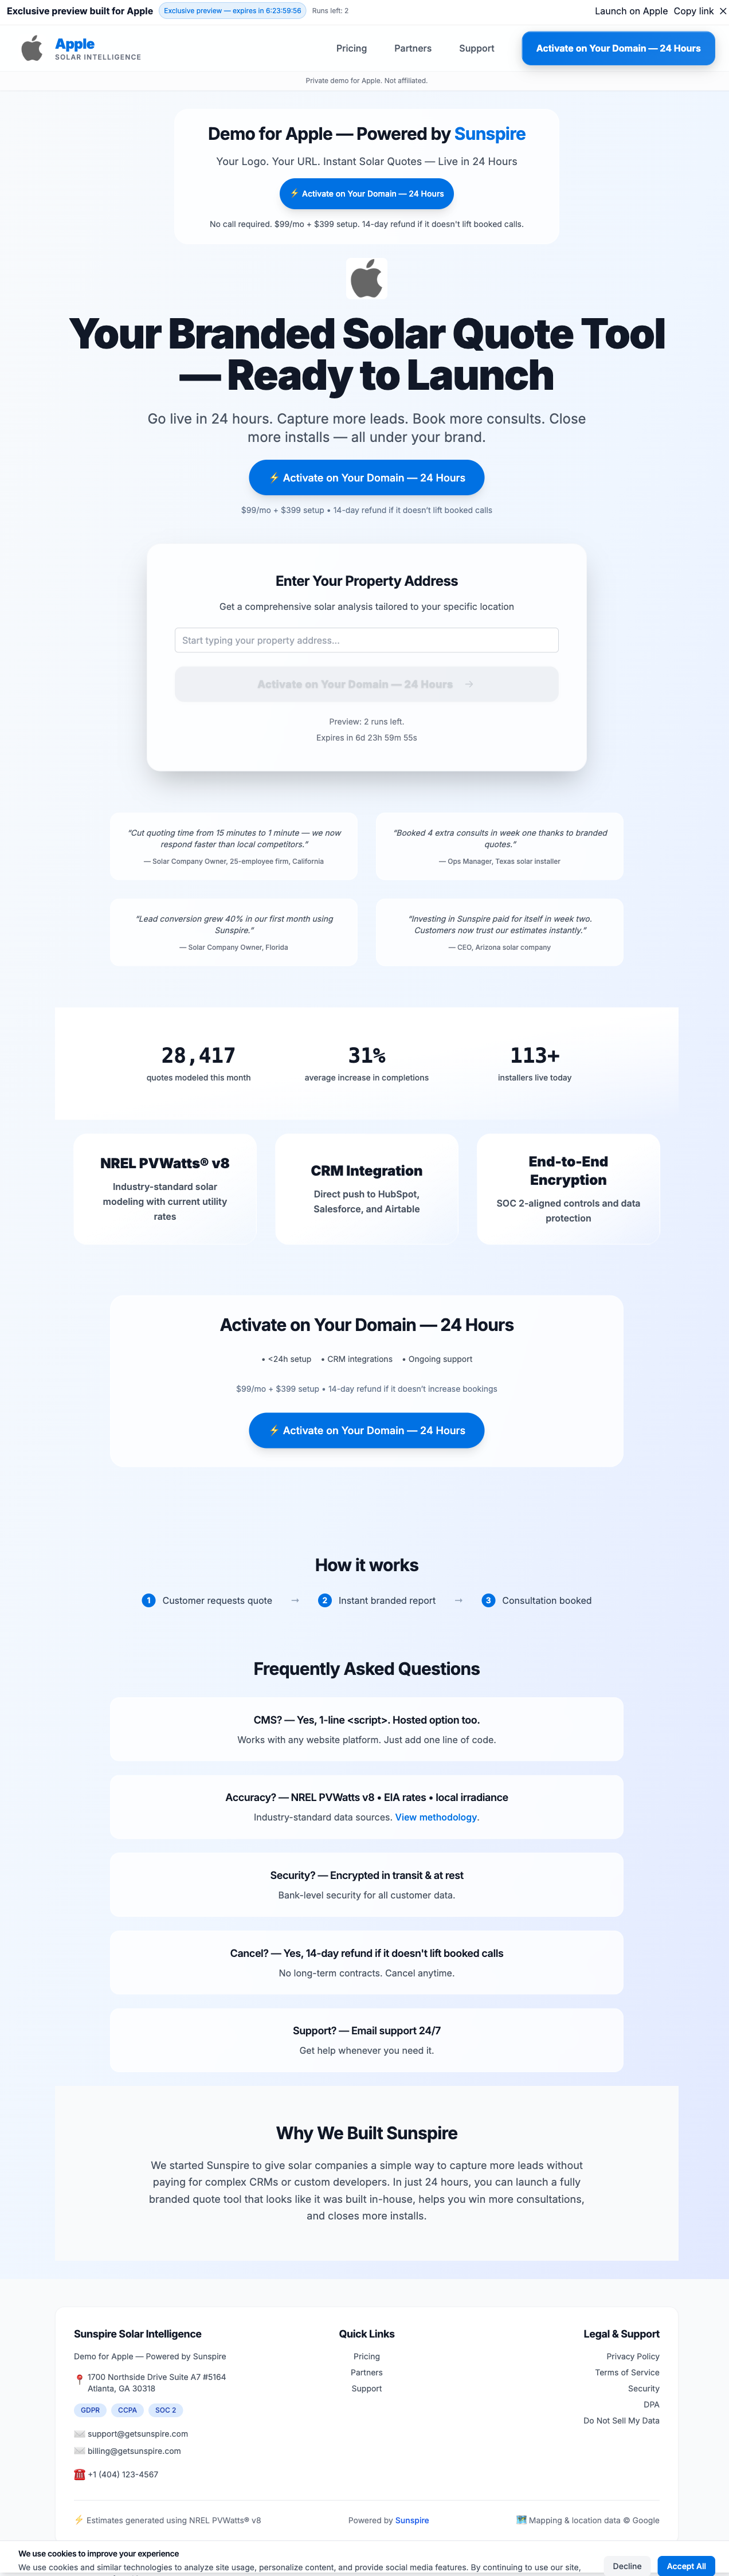 Exclusive preview built for Apple
Exclusive preview — expires in 6:23:59:56
Runs left: 2
Launch on Apple
Copy link
✕
Apple
SOLAR INTELLIGENCE
Pricing
Partners
Support
Activate on Your Domain — 24 Hours
Private demo for Apple. Not affiliated.
Demo for Apple — Powered by Sunspire
Your Logo. Your URL. Instant Solar Quotes — Live in 24 Hours
⚡ Activate on Your Domain — 24 Hours
No call required. $99/mo + $399 setup. 14-day refund if it doesn't lift booked calls.
Your Branded Solar Quote Tool
— Ready to Launch
Go live in 24 hours. Capture more leads. Book more consults. Close
more installs — all under your brand.
⚡ Activate on Your Domain — 24 Hours
$99/mo + $399 setup • 14-day refund if it doesn't lift booked calls
Enter Your Property Address
Get a comprehensive solar analysis tailored to your specific location
Start typing your property address...
Activate on Your Domain — 24 Hours →
Preview: 2 runs left.
Expires in 6d 23h 59m 55s
“Cut quoting time from 15 minutes to 1 minute — we now
respond faster than local competitors.”
— Solar Company Owner, 25-employee firm, California
“Booked 4 extra consults in week one thanks to branded
quotes.”
— Ops Manager, Texas solar installer
“Lead conversion grew 40% in our first month using
Sunspire.”
— Solar Company Owner, Florida
“Investing in Sunspire paid for itself in week two.
Customers now trust our estimates instantly.”
— CEO, Arizona solar company
28,417
quotes modeled this month
31%
average increase in completions
113+
installers live today
NREL PVWatts® v8
Industry-standard solar
modeling with current utility
rates
CRM Integration
Direct push to HubSpot,
Salesforce, and Airtable
End-to-End
Encryption
SOC 2-aligned controls and data
protection
Activate on Your Domain — 24 Hours
• <24h setup • CRM integrations • Ongoing support
$99/mo + $399 setup • 14-day refund if it doesn't increase bookings
⚡ Activate on Your Domain — 24 Hours
How it works
1 Customer requests quote → 2 Instant branded report → 3 Consultation booked
Frequently Asked Questions
CMS? — Yes, 1-line <script>. Hosted option too.
Works with any website platform. Just add one line of code.
Accuracy? — NREL PVWatts v8 • EIA rates • local irradiance
Industry-standard data sources. View methodology.
Security? — Encrypted in transit & at rest
Bank-level security for all customer data.
Cancel? — Yes, 14-day refund if it doesn't lift booked calls
No long-term contracts. Cancel anytime.
Support? — Email support 24/7
Get help whenever you need it.
Why We Built Sunspire
We started Sunspire to give solar companies a simple way to capture more leads without
paying for complex CRMs or custom developers. In just 24 hours, you can launch a fully
branded quote tool that looks like it was built in-house, helps you win more consultations,
and closes more installs.
Sunspire Solar Intelligence
Demo for Apple — Powered by Sunspire
1700 Northside Drive Suite A7 #5164
Atlanta, GA 30318
GDPR
CCPA
SOC 2
support@getsunspire.com
billing@getsunspire.com
+1 (404) 123-4567
Quick Links
Pricing
Partners
Support
Legal & Support
Privacy Policy
Terms of Service
Security
DPA
Do Not Sell My Data
⚡ Estimates generated using NREL PVWatts® v8
Powered by Sunspire
Mapping & location data © Google
We use cookies to improve your experience
We use cookies and similar technologies to analyze site usage, personalize content, and provide social media features. By continuing to use our site,
Decline
Accept All